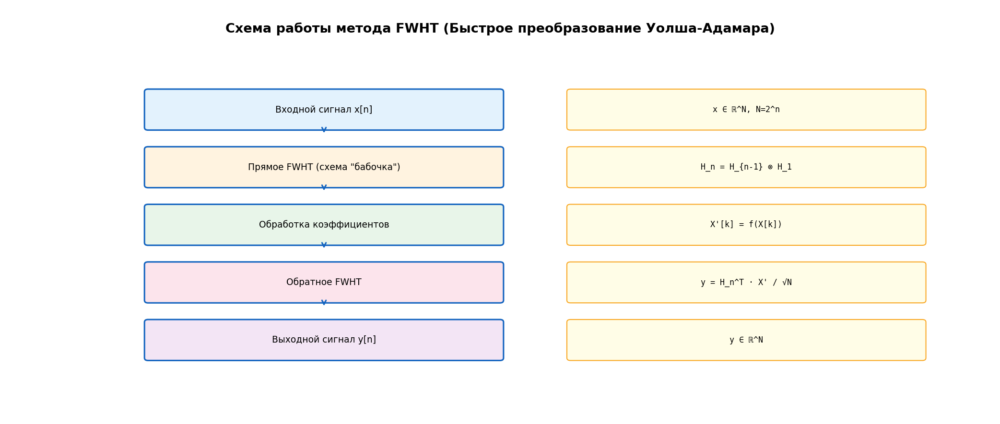 Схема работы метода FWHT (Быстрое преобразование Уолша-Адамара)
Входной сигнал x[n]
x ∈ ℝ^N, N=2^n
Прямое FWHT (схема "бабочка")
H_n = H_{n-1} ⊗ H_1
Обработка коэффициентов
X'[k] = f(X[k])
Обратное FWHT
y = H_n^T · X' / √N
Выходной сигнал y[n]
y ∈ ℝ^N